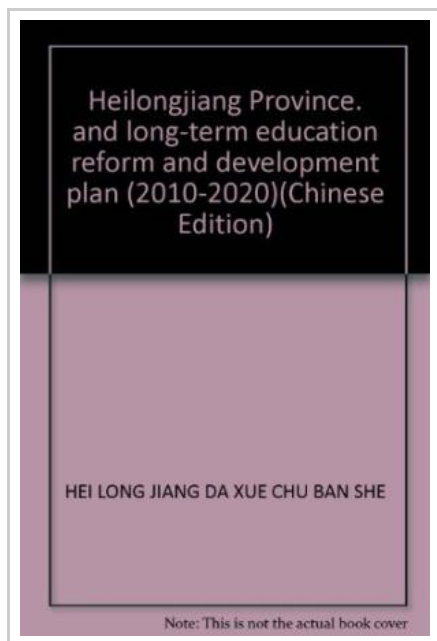 Heilongjiang Province.
and long-term education
reform and development
plan (2010-2020)(Chinese
Edition)
HEI LONG JIANG DA XUE CHU BAN SHE
Note: This is not the actual book cover